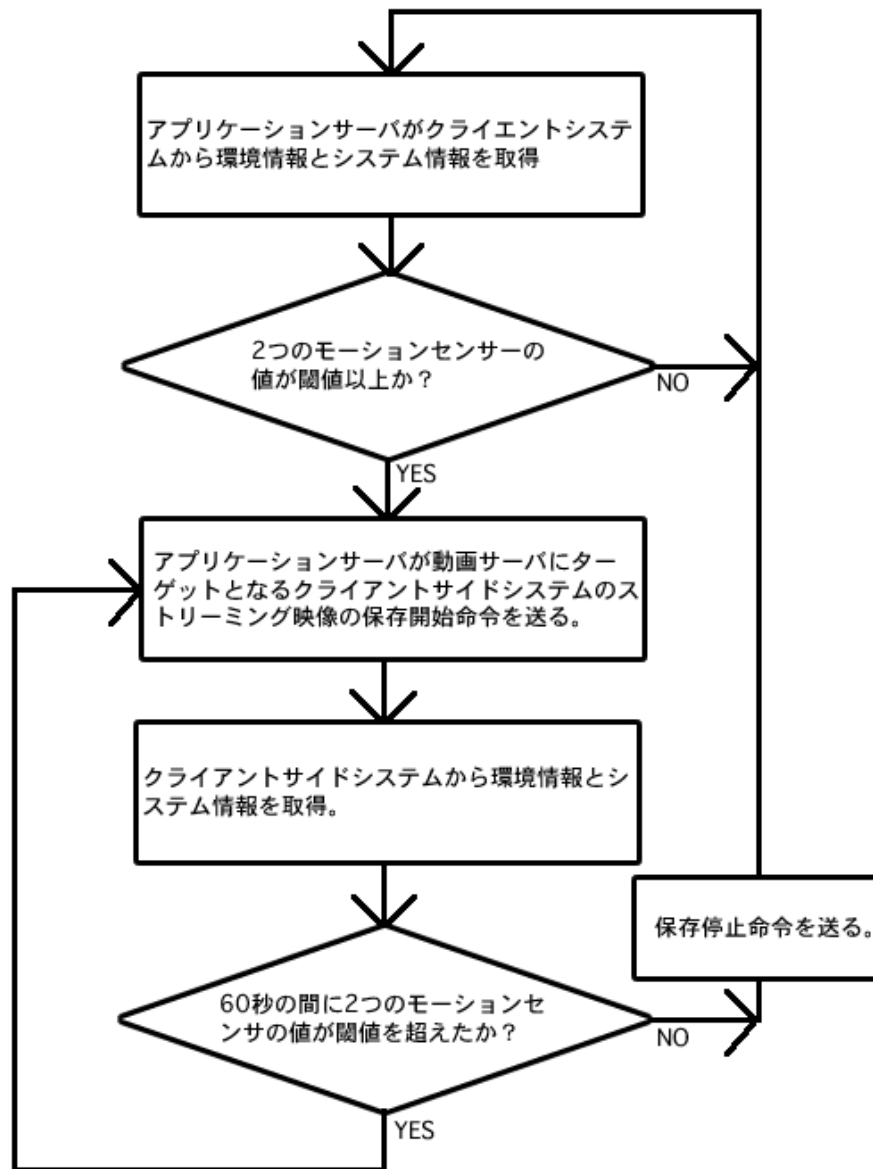 アプリケーションサーバがクライエントシステ
ムから環境情報とシステム情報を取得
2つのモーションセンサーの
値が閾値以上か？
NO
YES
アプリケーションサーバが動画サーバにター
ゲットとなるクライアントサイドシステムのス
トリーミング映像の保存開始命令を送る。
クライアントサイドシステムから環境情報とシ
ステム情報を取得。
保存停止命令を送る。
60秒の間に2つのモーションセ
ンサの値が閾値を超えたか？
NO
YES